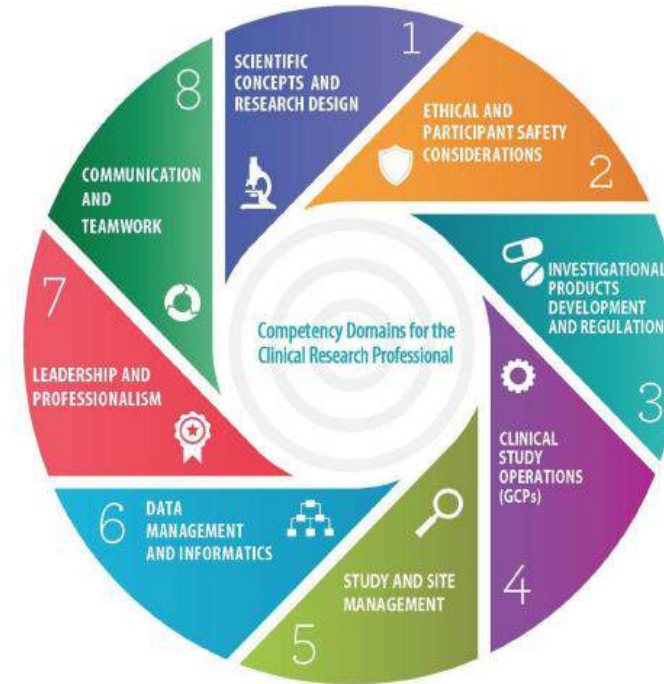 1
SCIENTIFIC
CONCEPTS AND
RESEARCH DESIGN
ETHICAL AND
PARTICIPANT SAFETY
CONSIDERATIONS
2
INVESTIGATIONAL
PRODUCTS
DEVELOPMENT
AND REGULATION
3
CLINICAL
STUDY
OPERATIONS
(GCPs)
4
STUDY AND SITE
MANAGEMENT
5
6
DATA
MANAGEMENT
AND INFORMATICS
7
LEADERSHIP AND
PROFESSIONALISM
8
COMMUNICATION
AND
TEAMWORK
Competency Domains for the
Clinical Research Professional